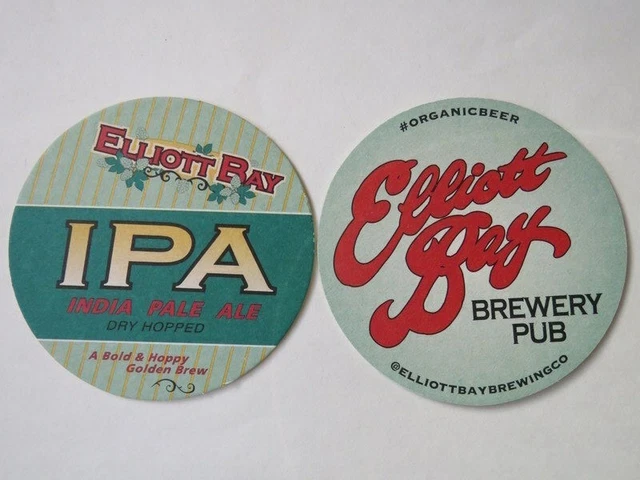 ELLIOTT BAY
IPA
INDIA PALE ALE
DRY HOPPED
A Bold & Hoppy
Golden Brew
#ORGANICBEER
Elliott
Bay
BREWERY
PUB
@ELLIOTTBAYBREWINGCO